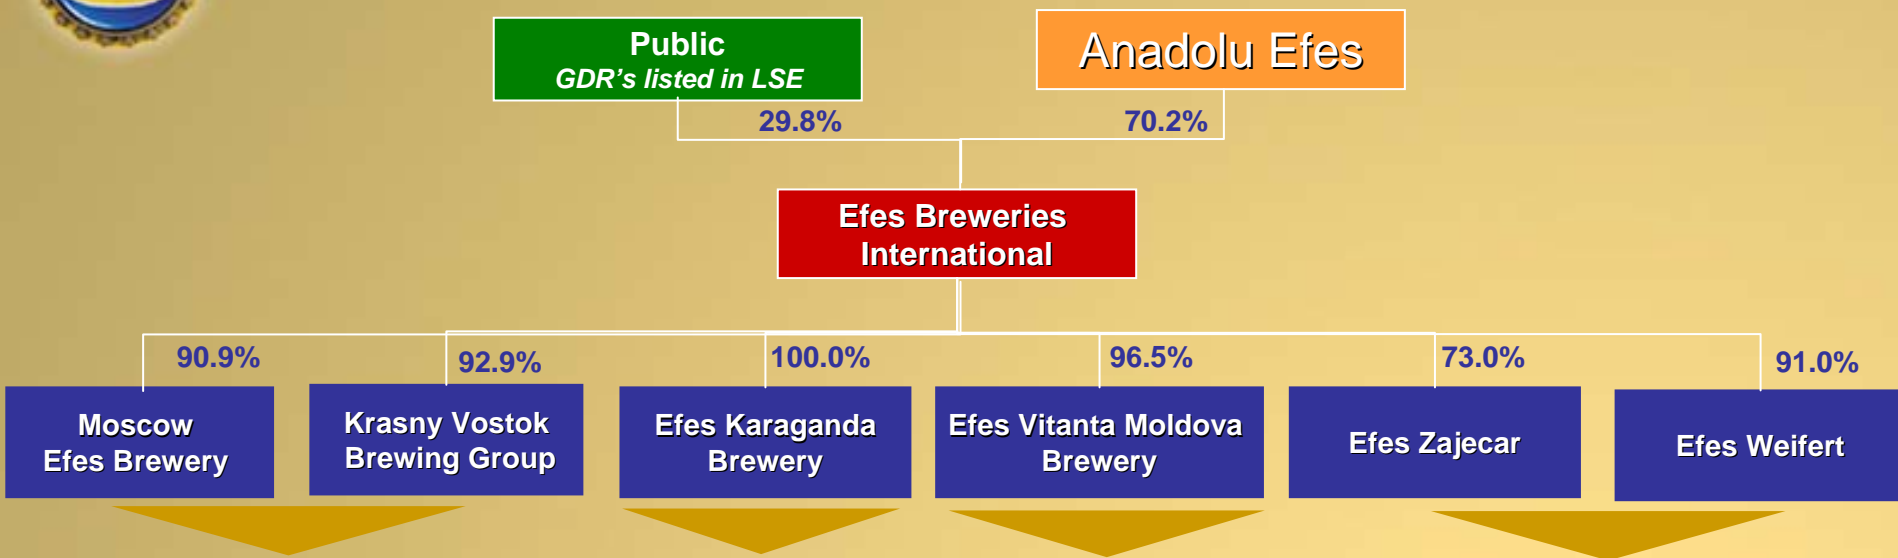 Public
GDR's listed in LSE
Anadolu Efes
29.8%
70.2%
Efes Breweries
International
90.9%
92.9%
100.0%
96.5%
73.0%
91.0%
Moscow
Efes Brewery
Krasny Vostok
Brewing Group
Efes Karaganda
Brewery
Efes Vitanta Moldova
Brewery
Efes Zajecar
Efes Weifert